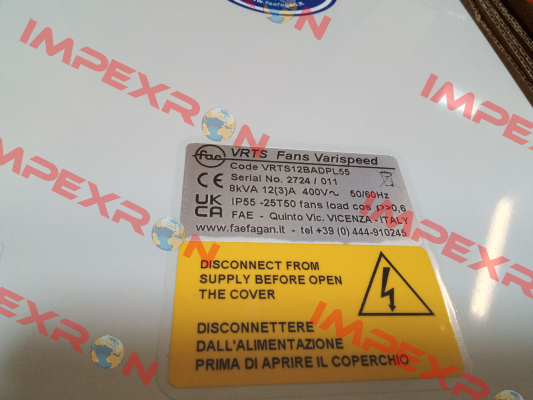 www.faefagan.it
IMPEXRON
IMPEXRON
fae VRTS Fans Varispeed
Code VRTS12BADPL55
Serial No. 2724 / 011
CE 8kVA 12(3)A 400V~ 50/60Hz
UK CA IP55 -25T50 fans load cos φ>0,6
FAE - Quinto Vic. VICENZA - ITALY
www.faefagan.it - tel +39 (0) 444-910245
DISCONNECT FROM
SUPPLY BEFORE OPEN
THE COVER
DISCONNETTERE
DALL'ALIMENTAZIONE
PRIMA DI APRIRE IL COPERCHIO
IMPEXRON
IMPEXRON